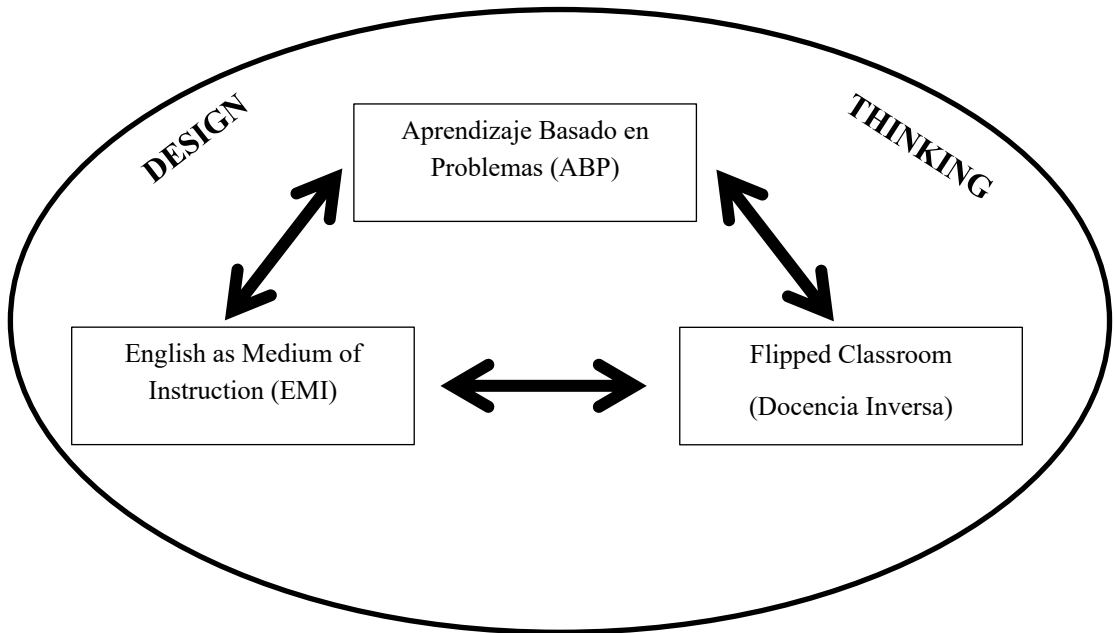 DESIGN
THINKING
Aprendizaje Basado en
Problemas (ABP)
English as Medium of
Instruction (EMI)
Flipped Classroom
(Docencia Inversa)